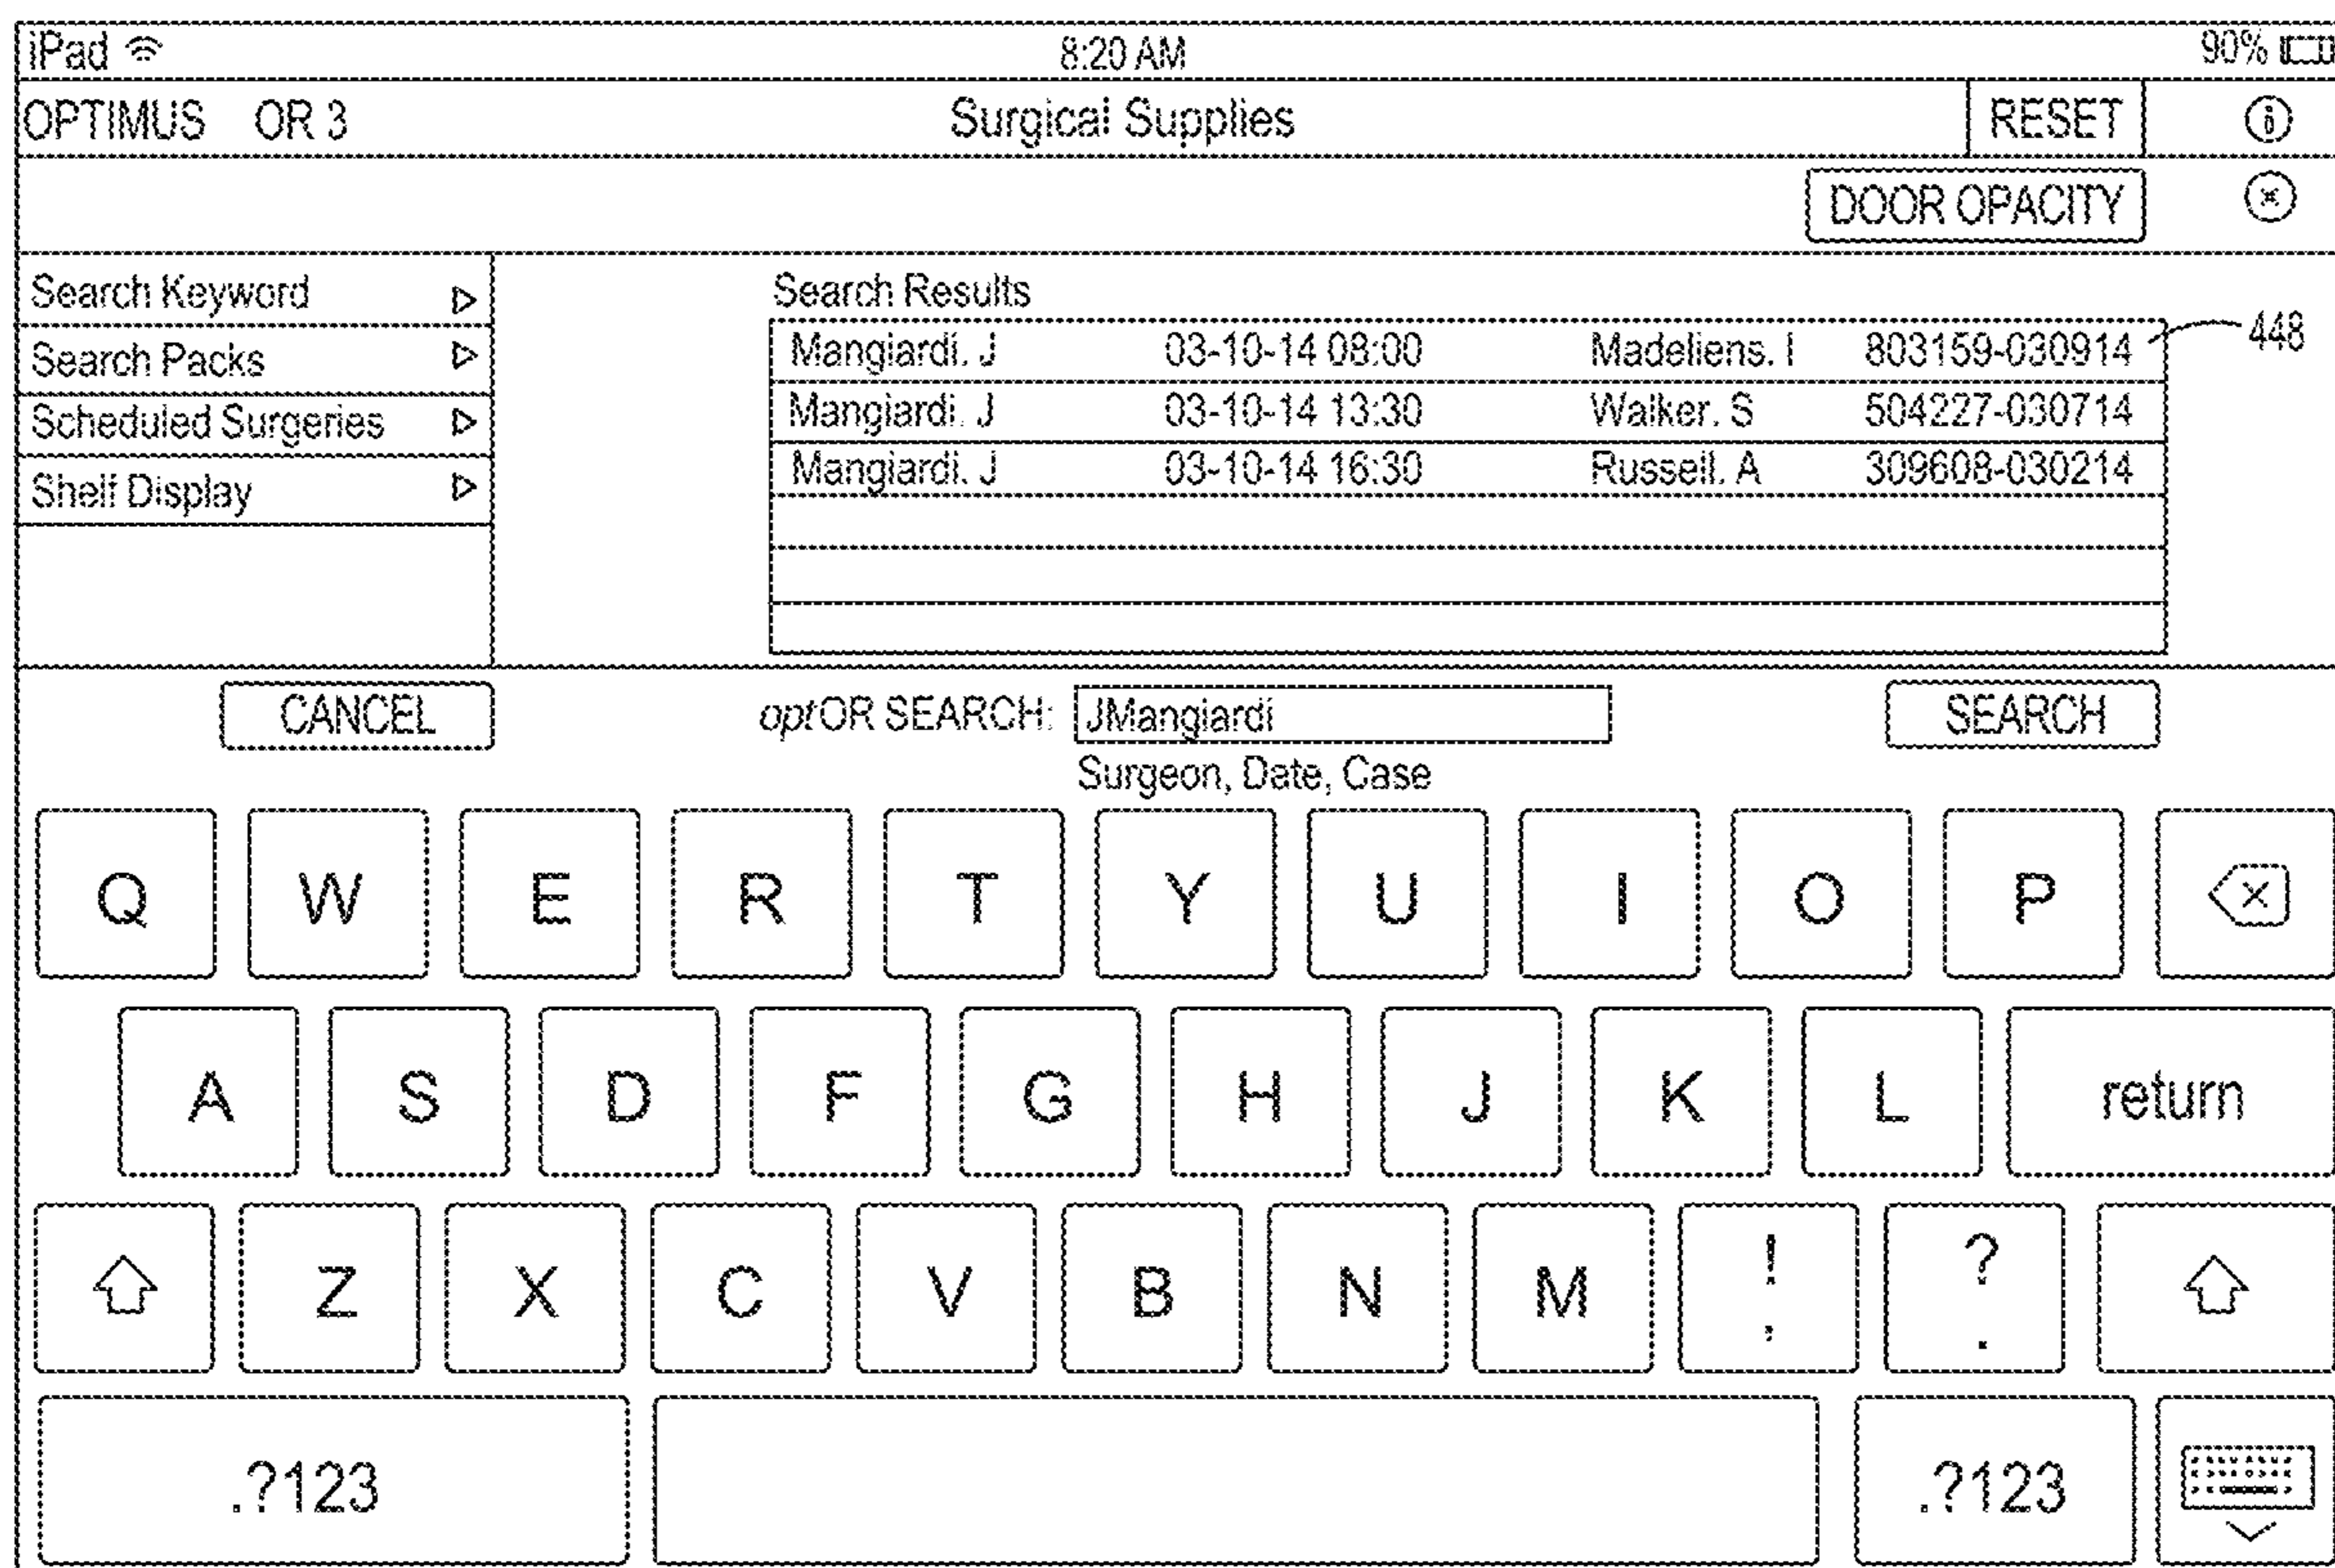 iPad 8:20 AM 90%
OPTIMUS OR 3 Surgical Supplies RESET i
DOOR OPACITY
Search Keyword
Search Packs
Scheduled Surgeries
Shelf Display
Search Results
Mangiardi. J 03-10-14 08:00 Madeliens. I 803159-030914 448
Mangiardi. J 03-10-14 13:30 Walker. S 504227-030714
Mangiardi. J 03-10-14 16:30 Russell. A 309608-030214
CANCEL optOR SEARCH: JMangiardi SEARCH
Surgeon, Date, Case
Q W E R T Y U I O P
A S D F G H J K L return
Z X C V B N M ! , ? .
.?123 .?123